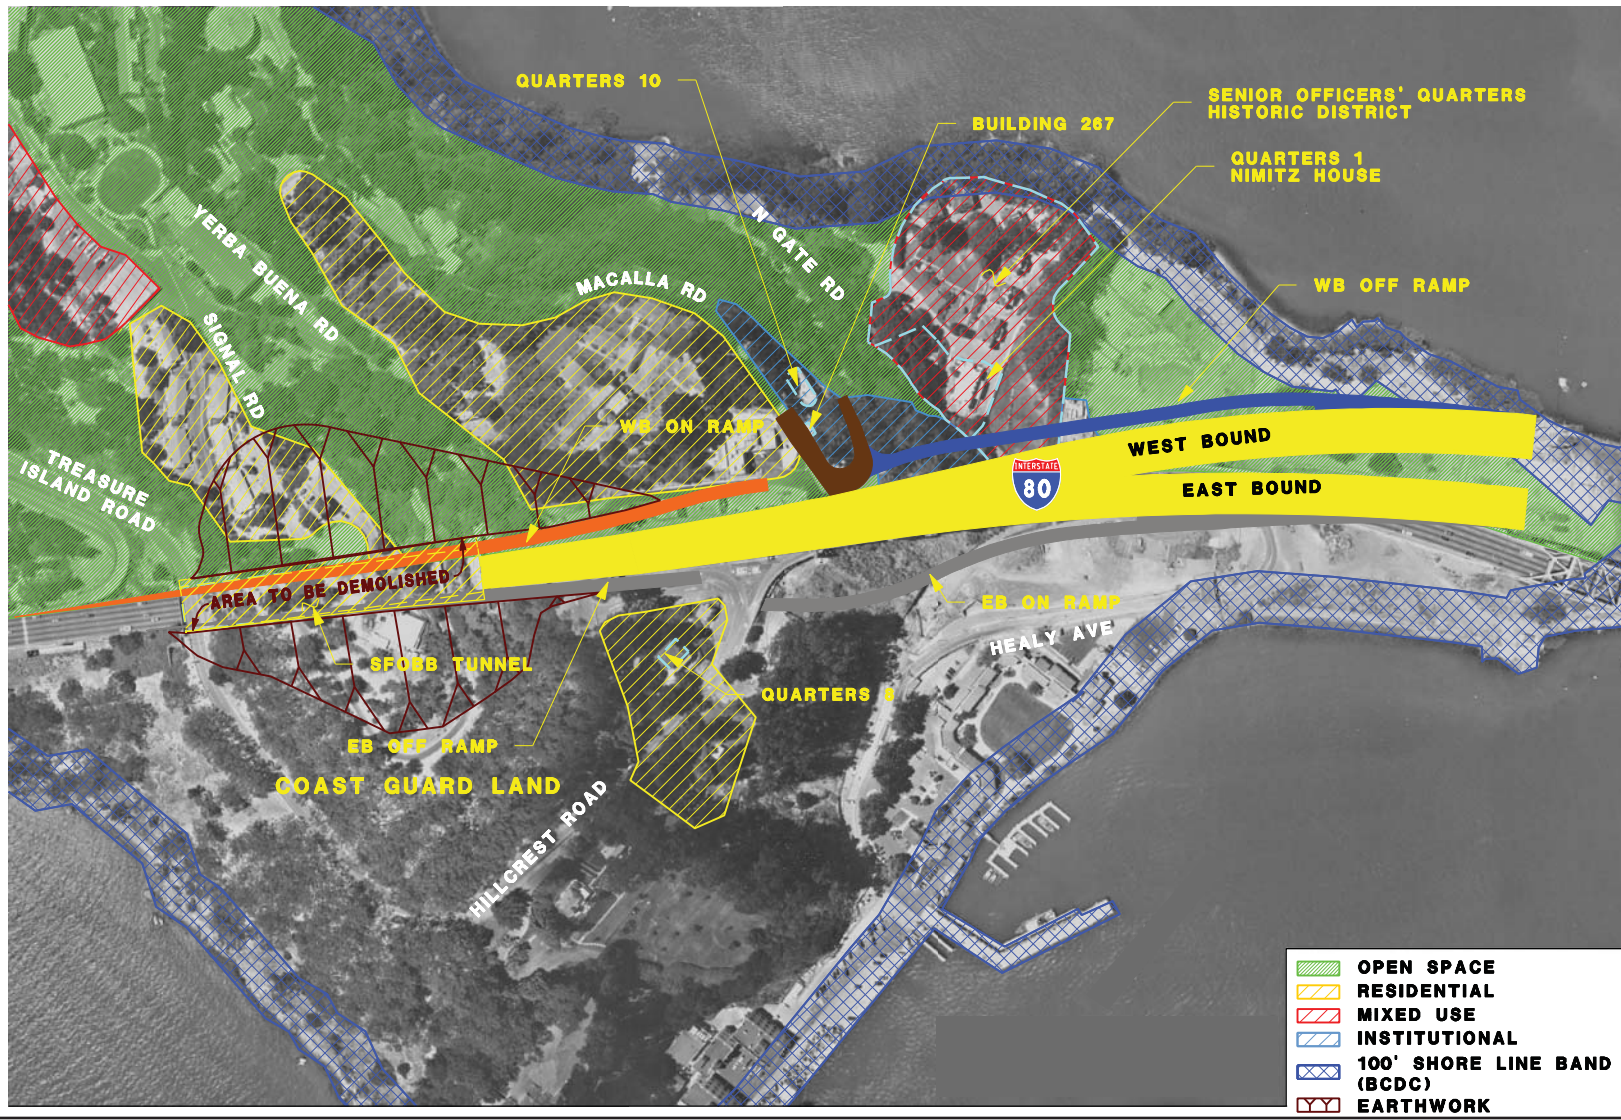 QUARTERS 10
BUILDING 267
SENIOR OFFICERS' QUARTERS
HISTORIC DISTRICT
QUARTERS 1
NIMITZ HOUSE
YERBA BUENA RD
N GATE RD
MACALLA RD
WB OFF RAMP
SIGNAL RD
WB ON RAMP
WEST BOUND
TREASURE
ISLAND ROAD
INTERSTATE
80
EAST BOUND
AREA TO BE DEMOLISHED
EB ON RAMP
HEALY AVE
SFOBB TUNNEL
QUARTERS 8
EB OFF RAMP
COAST GUARD LAND
HILLCREST ROAD
OPEN SPACE
RESIDENTIAL
MIXED USE
INSTITUTIONAL
100' SHORE LINE BAND
(BCDC)
EARTHWORK